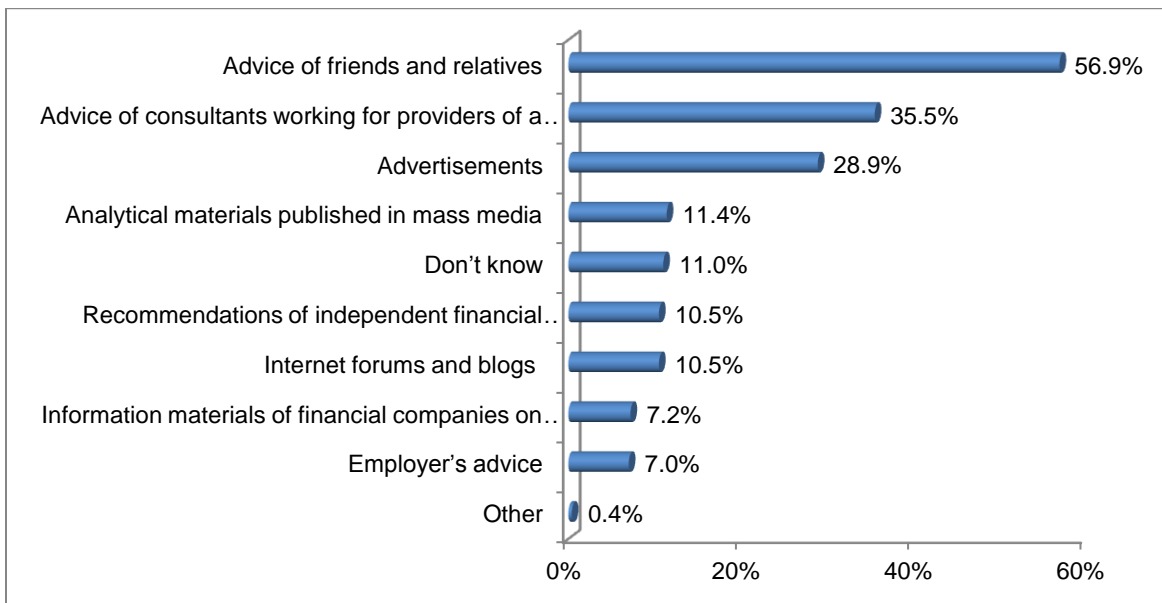 Advice of friends and relatives 56.9%
Advice of consultants working for providers of a.. 35.5%
Advertisements 28.9%
Analytical materials published in mass media 11.4%
Don’t know 11.0%
Recommendations of independent financial.. 10.5%
Internet forums and blogs 10.5%
Information materials of financial companies on.. 7.2%
Employer’s advice 7.0%
Other 0.4%
0% 20% 40% 60%